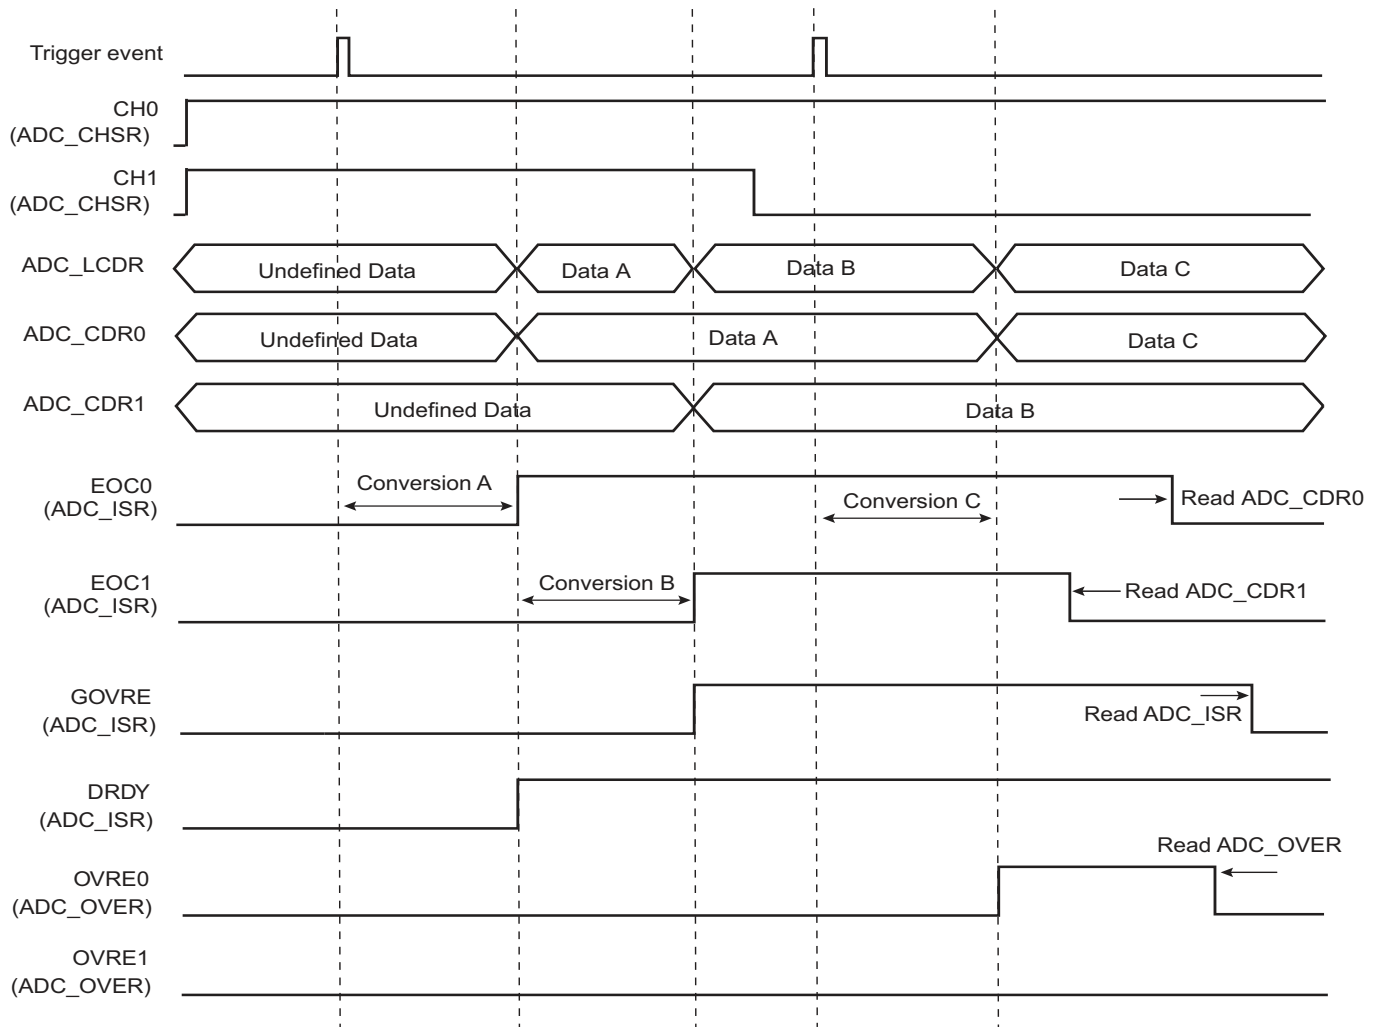 Trigger event
CH0
(ADC_CHSR)
CH1
(ADC_CHSR)
ADC_LCDR
Undefined Data
Data A
Data B
Data C
ADC_CDR0
Undefined Data
Data A
Data C
ADC_CDR1
Undefined Data
Data B
EOC0
(ADC_ISR)
Conversion A
Conversion C
Read ADC_CDR0
EOC1
(ADC_ISR)
Conversion B
Read ADC_CDR1
GOVRE
(ADC_ISR)
Read ADC_ISR
DRDY
(ADC_ISR)
Read ADC_OVER
OVRE0
(ADC_OVER)
OVRE1
(ADC_OVER)